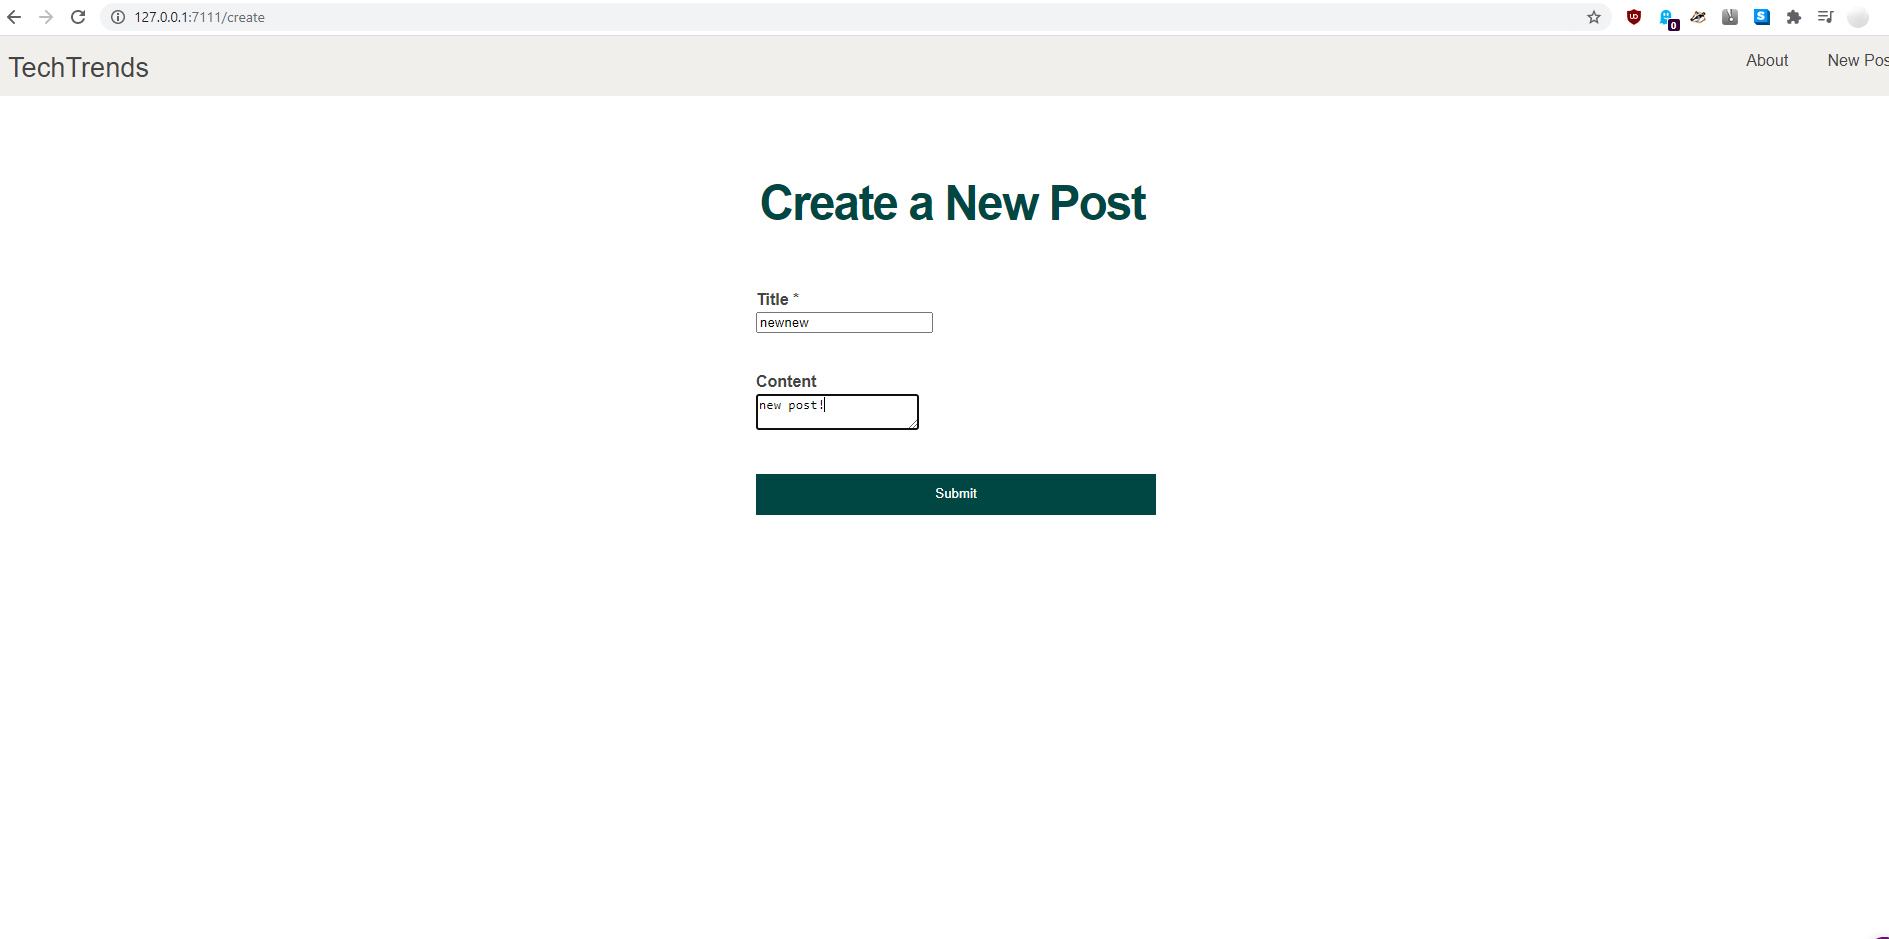 127.0.0.1:7111/create
0
TechTrends
About
New Pos
Create a New Post
Title *
newnew
Content
new post!
Submit